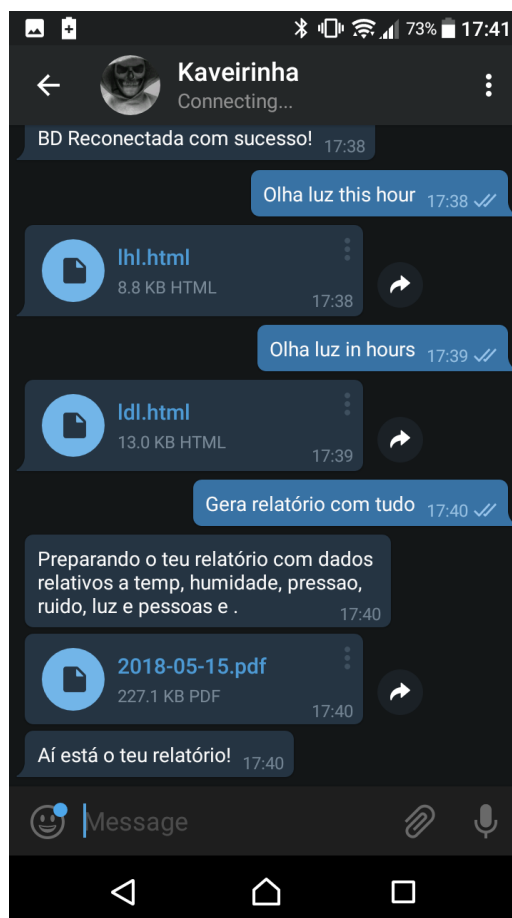 73% 17:41
Kaveirinha
Connecting...
BD Reconectada com sucesso! 17:38
Olha luz this hour 17:38
lhl.html
8.8 KB HTML
17:38
Olha luz in hours 17:39
ldl.html
13.0 KB HTML
17:39
Gera relatório com tudo 17:40
Preparando o teu relatório com dados
relativos a temp, humidade, pressao,
ruido, luz e pessoas e .
17:40
2018-05-15.pdf
227.1 KB PDF
17:40
Aí está o teu relatório! 17:40
Message